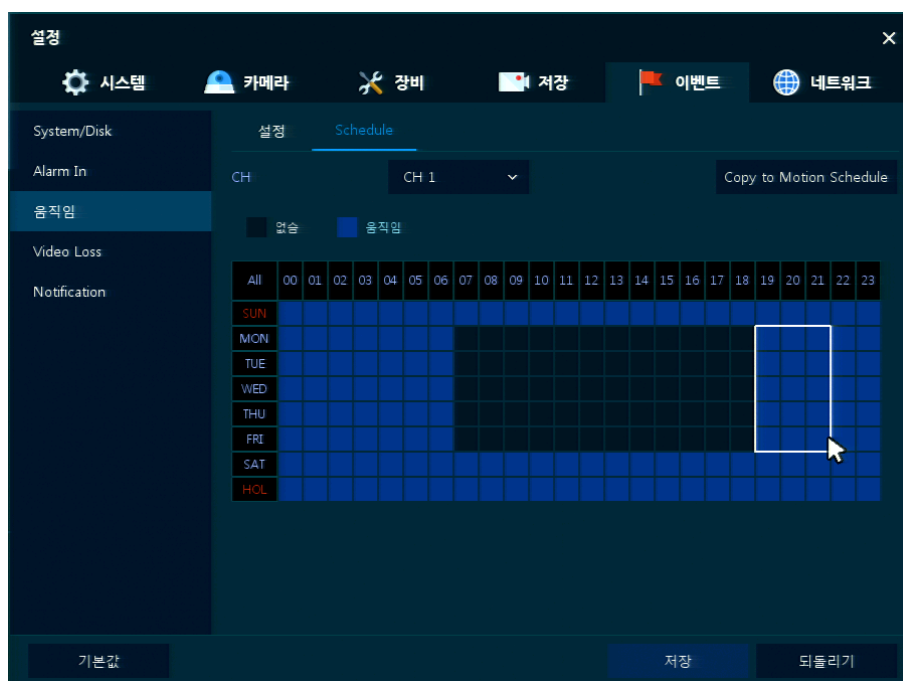 설정
시스템 카메라 장비 저장 이벤트 네트워크
System/Disk
Alarm In
움직임
Video Loss
Notification
설정 Schedule
CH CH 1 Copy to Motion Schedule
없슴 움직임
All 00 01 02 03 04 05 06 07 08 09 10 11 12 13 14 15 16 17 18 19 20 21 22 23
SUN
MON
TUE
WED
THU
FRI
SAT
HOL
기본값 저장 되돌리기